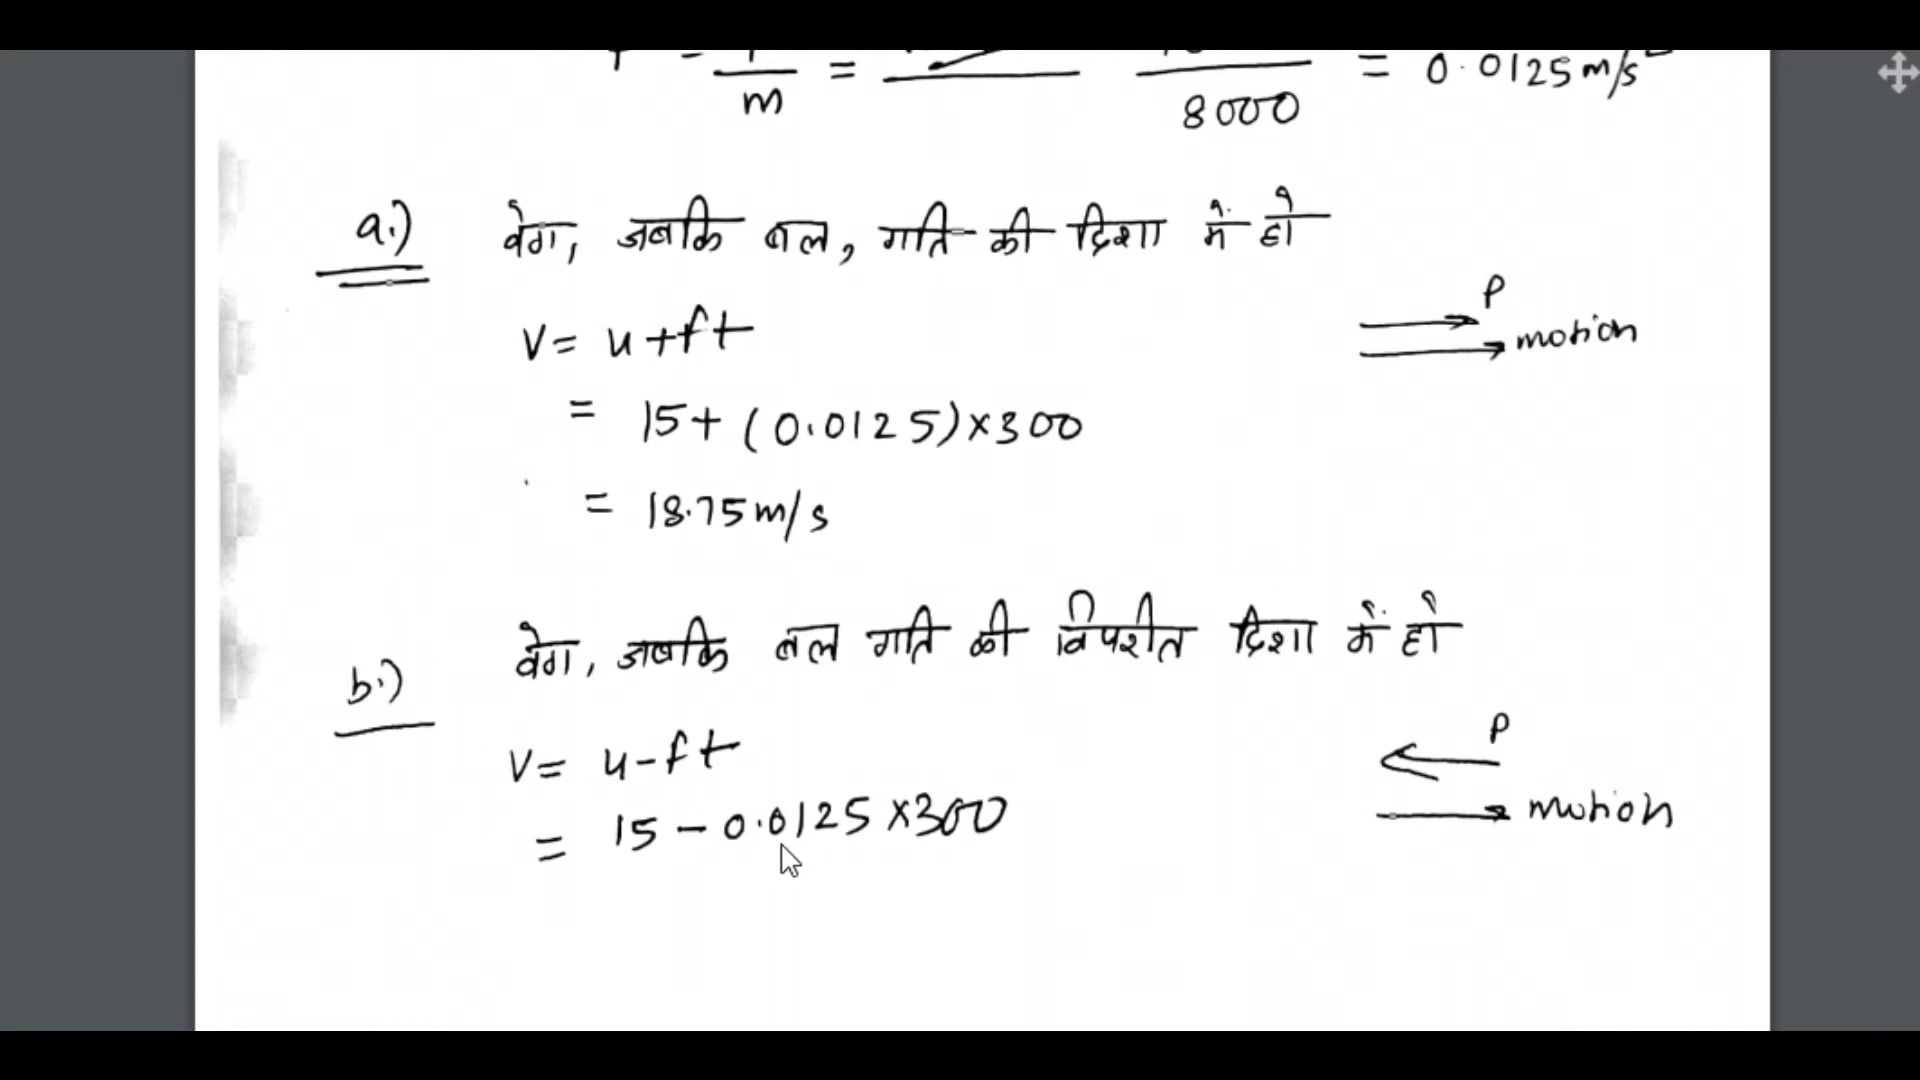 m = 8000 = 0.0125 m/s
a.) वेग, जबकि बल, गति की दिशा में हो
P
V = u + ft
motion
= 15 + (0.0125) × 300
= 18.75 m/s
b.) वेग, जबकि बल गति की विपरीत दिशा में हो
P
V = u - ft
motion
= 15 - 0.0125 × 300